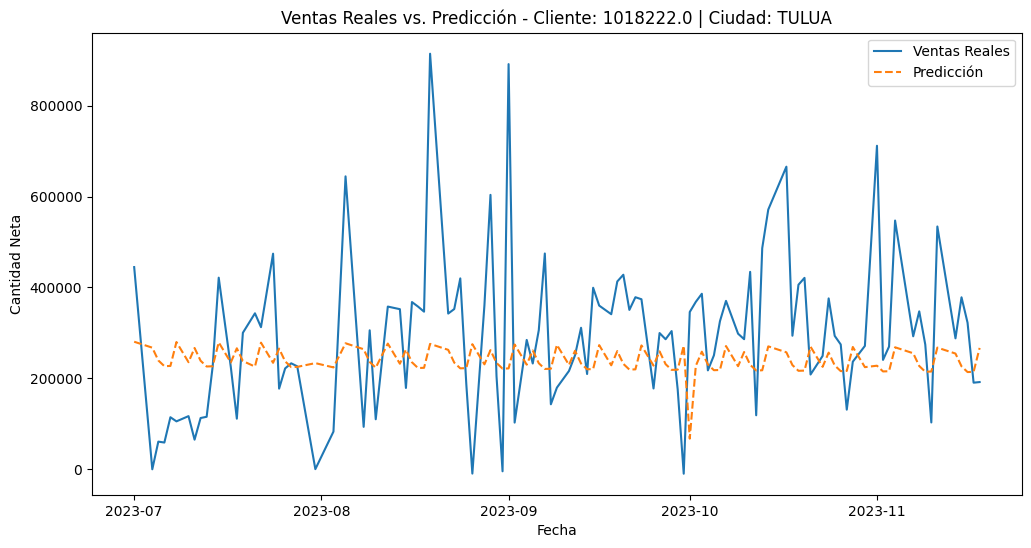 Ventas Reales vs. Predicción - Cliente: 1018222.0 | Ciudad: TULUA
Ventas Reales
Predicción
800000
600000
400000
200000
0
Cantidad Neta
2023-07
2023-08
2023-09
2023-10
2023-11
Fecha